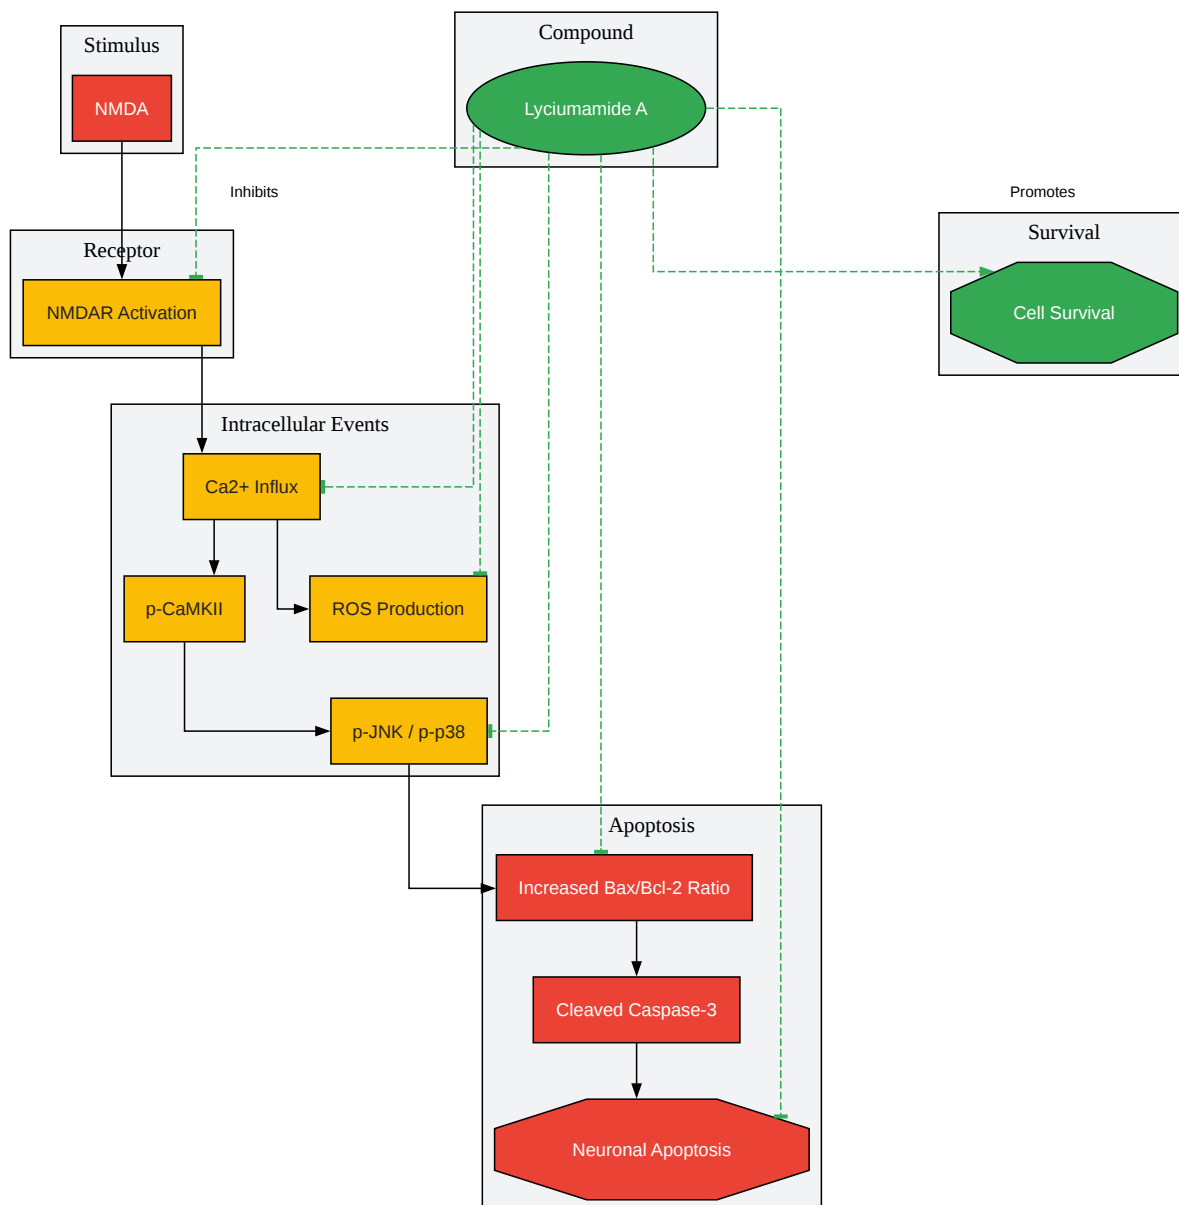 Stimulus
NMDA
Compound
Lyciumamide A
Inhibits
Promotes
Receptor
NMDAR Activation
Survival
Cell Survival
Intracellular Events
Ca2+ Influx
p-CaMKII
ROS Production
p-JNK / p-p38
Apoptosis
Increased Bax/Bcl-2 Ratio
Cleaved Caspase-3
Neuronal Apoptosis